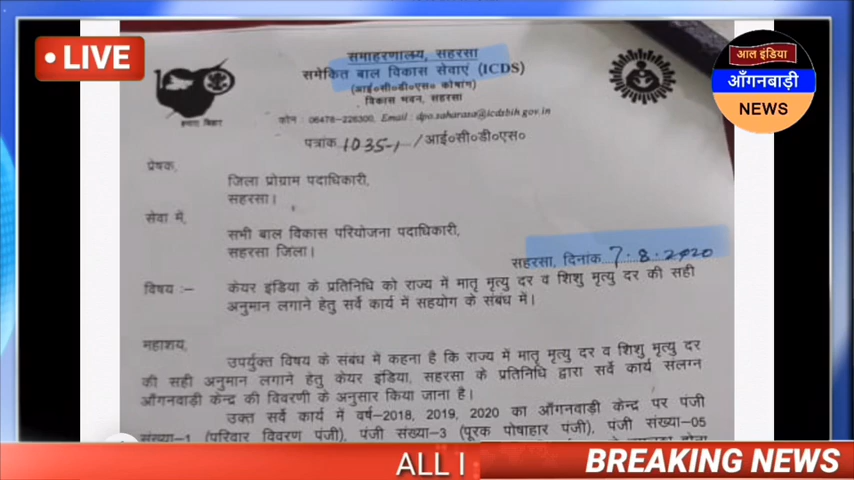 LIVE
आल इंडिया
आँगनबाड़ी
NEWS
समाहरणालय, सहरसा
समेकित बाल विकास सेवाएं (ICDS)
(आई०सी०डी०एस० कोषांग)
विकास भवन, सहरसा
हमारा बिहार
फोन : 06478-226300, Email : dpo.saharasa@icdsbih.gov.in
पत्रांक 1035-1/आई०सी०डी०एस०
प्रेषक,
जिला प्रोग्राम पदाधिकारी,
सहरसा।
सेवा में,
सभी बाल विकास परियोजना पदाधिकारी,
सहरसा जिला।
सहरसा, दिनांक 7.8.2020
विषय :– केयर इंडिया के प्रतिनिधि को राज्य में मातृ मृत्यु दर व शिशु मृत्यु दर की सही
अनुमान लगाने हेतु सर्वे कार्य में सहयोग के संबंध में।
महाशय,
उपर्युक्त विषय के संबंध में कहना है कि राज्य में मातृ मृत्यु दर व शिशु मृत्यु दर
की सही अनुमान लगाने हेतु केयर इंडिया, सहरसा के प्रतिनिधि द्वारा सर्वे कार्य संलग्न
आँगनवाड़ी केन्द्र की विवरणी के अनुसार किया जाना है।
उक्त सर्वे कार्य में वर्ष-2018, 2019, 2020 का आँगनवाड़ी केन्द्र पर पंजी
संख्या-1 (परिवार विवरण पंजी), पंजी संख्या-3 (पूरक पोषाहार पंजी), पंजी संख्या-05
ALL I
BREAKING NEWS